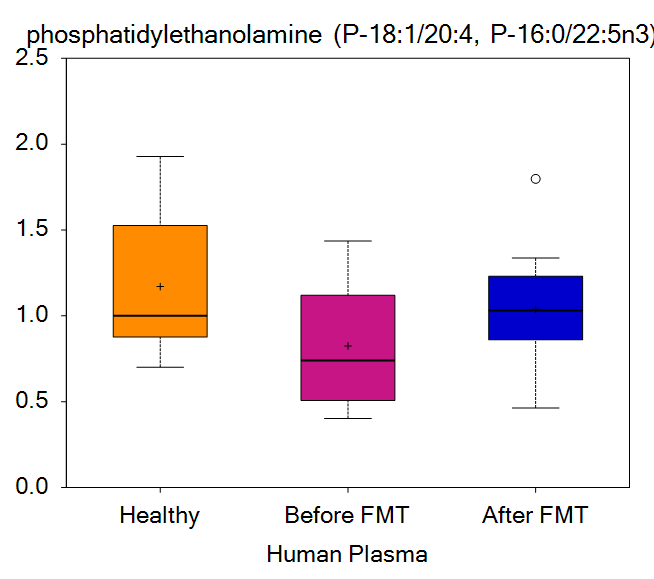 phosphatidylethanolamine (P-18:1/20:4, P-16:0/22:5n3)
2.5
2.0
1.5
1.0
0.5
0.0
Healthy Before FMT After FMT
Human Plasma